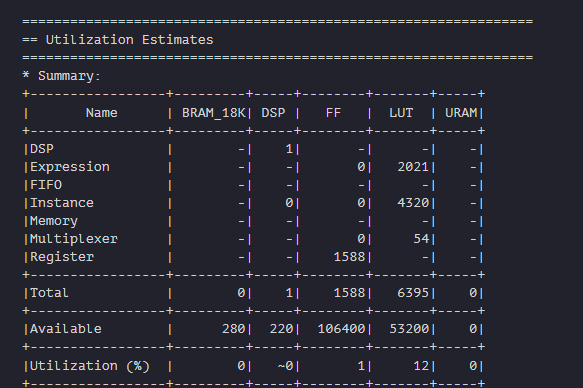 ================================================================
== Utilization Estimates
================================================================
* Summary:
+-----------------+---------+-----+--------+-------+-----+
|       Name      | BRAM_18K| DSP |   FF   |  LUT  | URAM|
+-----------------+---------+-----+--------+-------+-----+
|DSP              |        -|    1|       -|      -|    -|
|Expression       |        -|    -|       0|   2021|    -|
|FIFO             |        -|    -|       -|      -|    -|
|Instance         |        -|    0|       0|   4320|    -|
|Memory           |        -|    -|       -|      -|    -|
|Multiplexer      |        -|    -|       0|     54|    -|
|Register         |        -|    -|    1588|      -|    -|
+-----------------+---------+-----+--------+-------+-----+
|Total            |        0|    1|    1588|   6395|    0|
+-----------------+---------+-----+--------+-------+-----+
|Available        |      280|  220|  106400|  53200|    0|
+-----------------+---------+-----+--------+-------+-----+
|Utilization (%)  |        0|   ~0|       1|     12|    0|
+-----------------+---------+-----+--------+-------+-----+